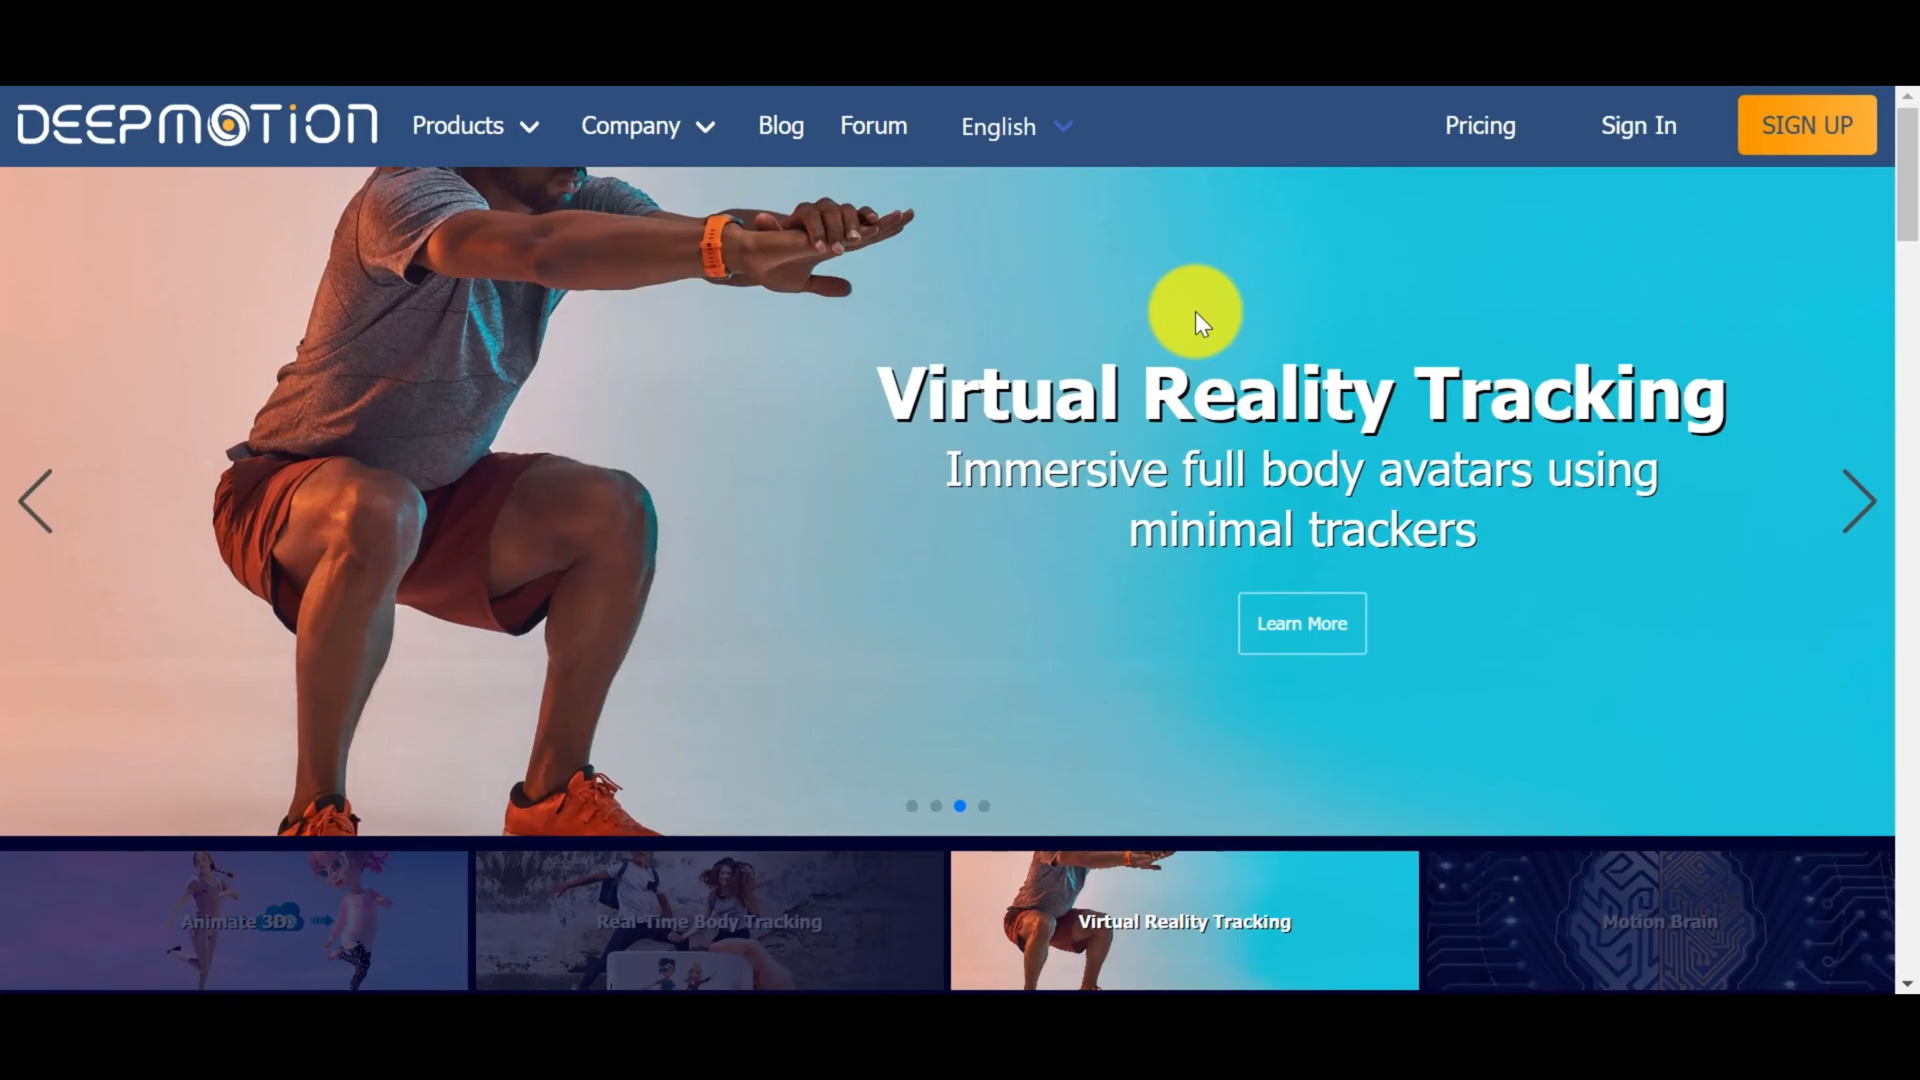 DEEPMOTION Products Company Blog Forum English Pricing Sign In SIGN UP
Virtual Reality Tracking
Immersive full body avatars using
minimal trackers
Learn More
Animate 3D Real-Time Body Tracking Virtual Reality Tracking Motion Brain